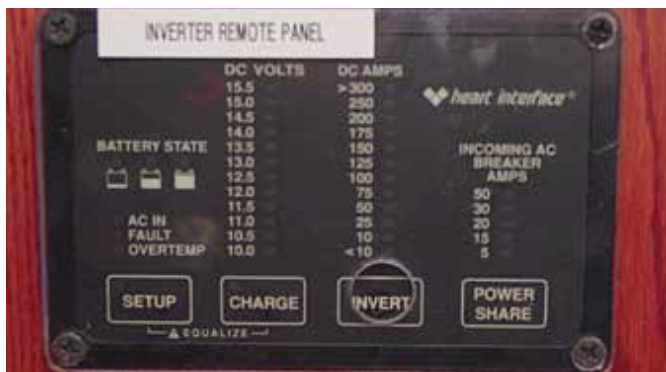 INVERTER REMOTE PANEL
heart interface®
DC VOLTS
15.5
15.0
14.5
14.0
13.5
13.0
12.5
12.0
11.5
11.0
10.5
10.0
DC AMPS
>300
250
200
175
150
125
100
75
50
25
10
<10
BATTERY STATE
AC IN
FAULT
OVERTEMP
INCOMING AC
BREAKER
AMPS
50
30
20
15
5
SETUP
CHARGE
INVERT
POWER
SHARE
EQUALIZE